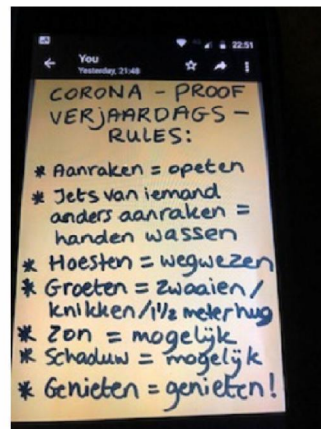 22:51
You
Yesterday, 21:48
CORONA - PROOF
VERJAARDAGS -
RULES:
* Aanraken = opeten
* Iets van iemand
anders aanraken =
handen wassen
* Hoesten = wegwezen
* Groeten = zwaaien/
knikken/1½ meter hug
* Zon = mogelijk
* Schaduw = mogelijk
* Genieten = genieten!